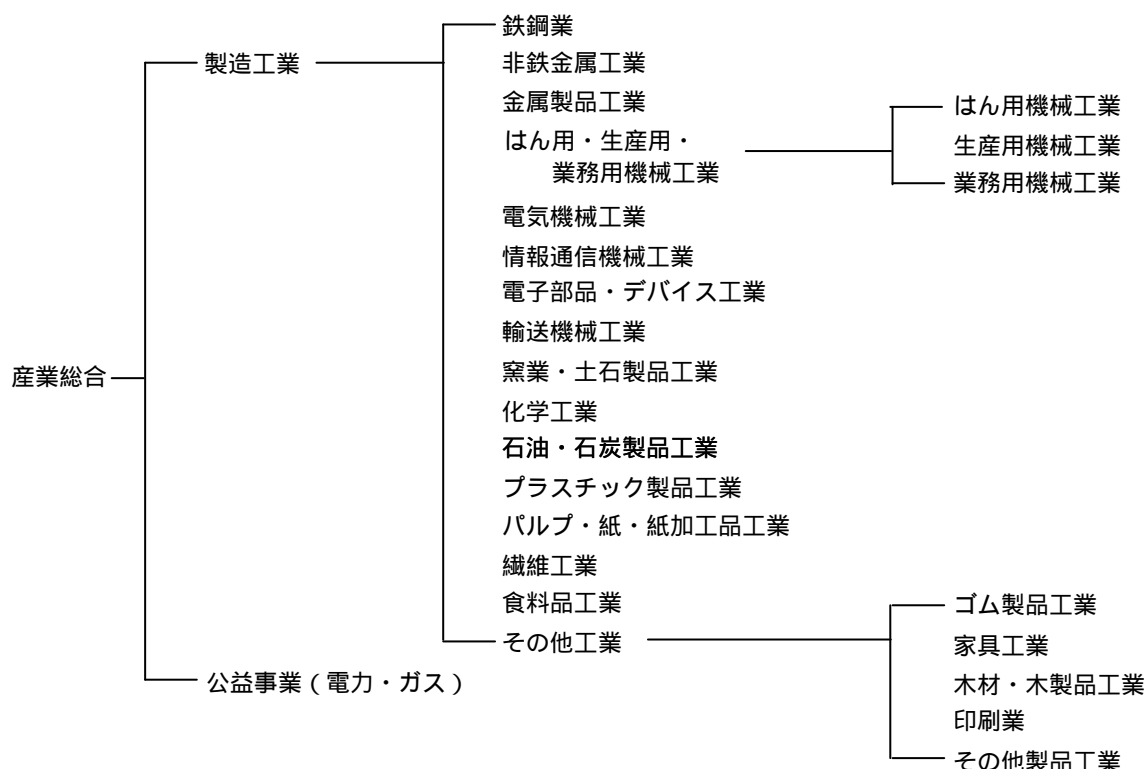 産業総合
製造工業
鉄鋼業
非鉄金属工業
金属製品工業
はん用・生産用・
業務用機械工業
はん用機械工業
生産用機械工業
業務用機械工業
電気機械工業
情報通信機械工業
電子部品・デバイス工業
輸送機械工業
窯業・土石製品工業
化学工業
石油・石炭製品工業
プラスチック製品工業
パルプ・紙・紙加工品工業
繊維工業
食料品工業
その他工業
ゴム製品工業
家具工業
木材・木製品工業
印刷業
その他製品工業
公益事業（電力・ガス）